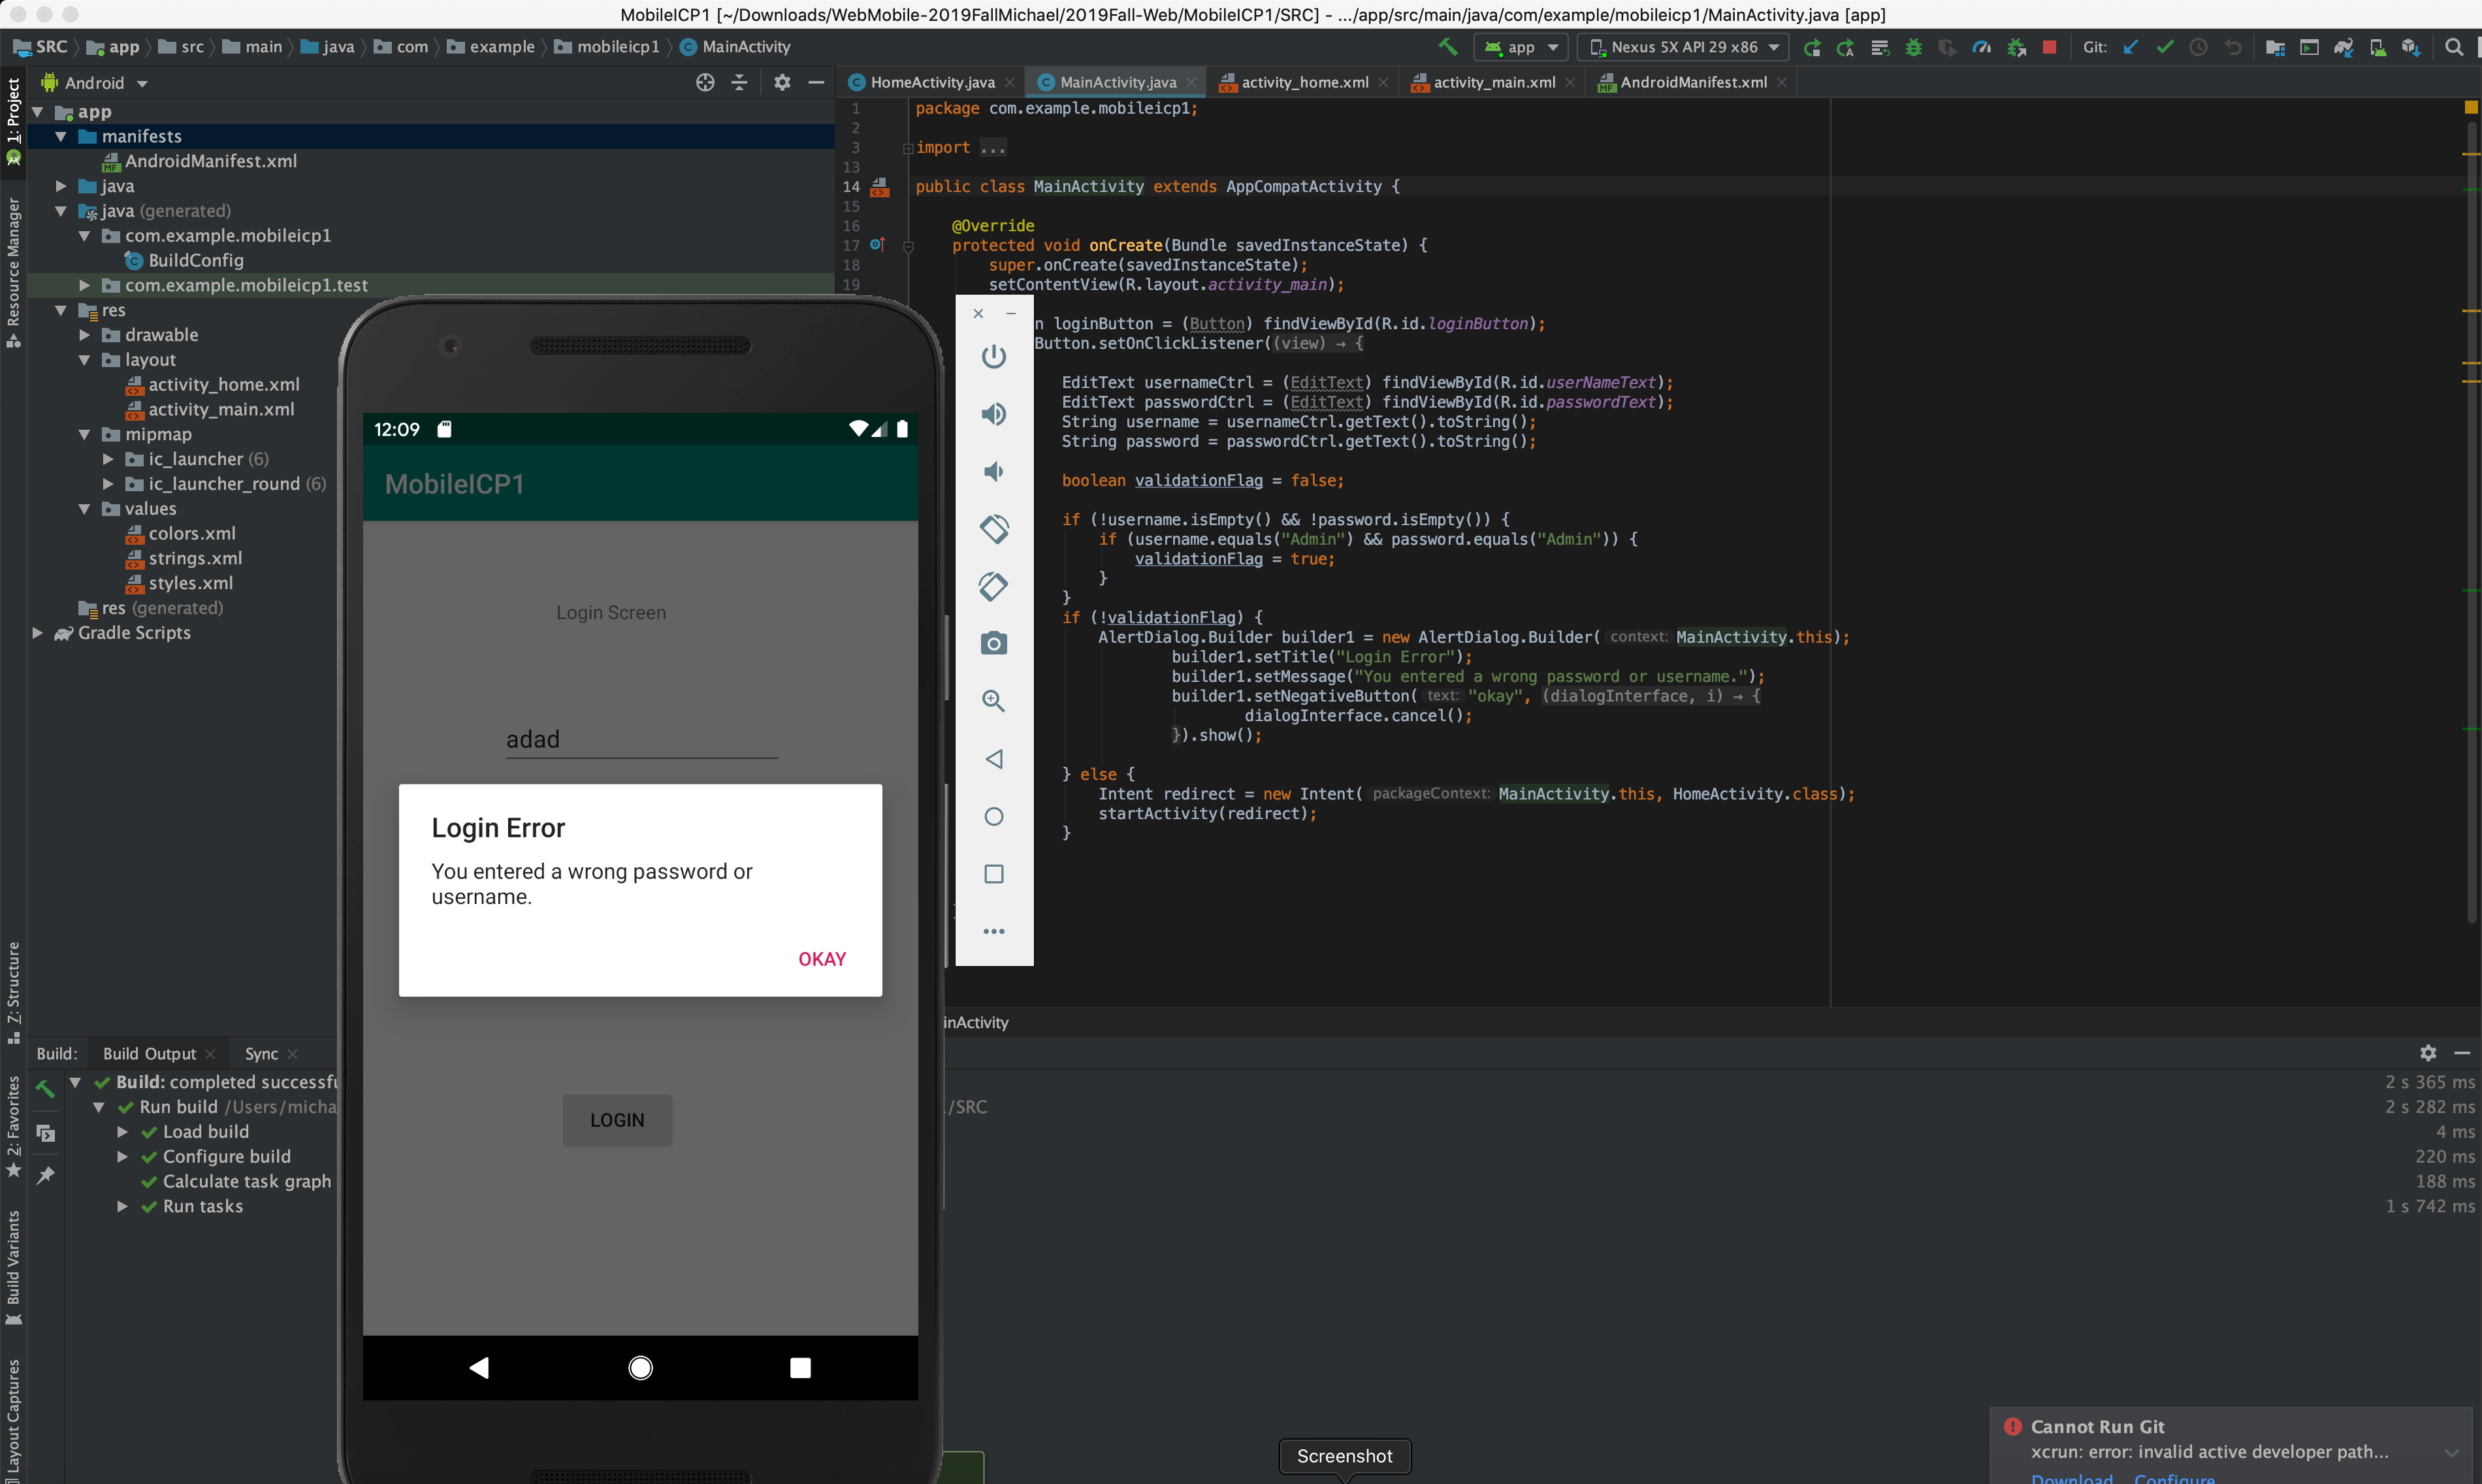 MobileICP1 [~/Downloads/WebMobile-2019FallMichael/2019Fall-Web/MobileICP1/SRC] - .../app/src/main/java/com/example/mobileicp1/MainActivity.java [app]
SRC app src main java com example mobileicp1 MainActivity
app Nexus 5X API 29 x86 Git:
Android
HomeActivity.java MainActivity.java activity_home.xml activity_main.xml AndroidManifest.xml
1: Project
Resource Manager
Z: Structure
2: Favorites
Build Variants
Layout Captures
app
manifests
AndroidManifest.xml
java
java (generated)
com.example.mobileicp1
BuildConfig
com.example.mobileicp1.test
res
drawable
layout
activity_home.xml
activity_main.xml
mipmap
ic_launcher (6)
ic_launcher_round (6)
values
colors.xml
strings.xml
styles.xml
res (generated)
Gradle Scripts
1 package com.example.mobileicp1;
2
3 import ...
13
14 public class MainActivity extends AppCompatActivity {
15
16 @Override
17 protected void onCreate(Bundle savedInstanceState) {
18 super.onCreate(savedInstanceState);
19 setContentView(R.layout.activity_main);
n loginButton = (Button) findViewById(R.id.loginButton);
Button.setOnClickListener((view) → {
EditText usernameCtrl = (EditText) findViewById(R.id.userNameText);
EditText passwordCtrl = (EditText) findViewById(R.id.passwordText);
String username = usernameCtrl.getText().toString();
String password = passwordCtrl.getText().toString();
boolean validationFlag = false;
if (!username.isEmpty() && !password.isEmpty()) {
if (username.equals("Admin") && password.equals("Admin")) {
validationFlag = true;
}
}
if (!validationFlag) {
AlertDialog.Builder builder1 = new AlertDialog.Builder( context: MainActivity.this);
builder1.setTitle("Login Error");
builder1.setMessage("You entered a wrong password or username.");
builder1.setNegativeButton( text: "okay", (dialogInterface, i) → {
dialogInterface.cancel();
}).show();
} else {
Intent redirect = new Intent( packageContext: MainActivity.this, HomeActivity.class);
startActivity(redirect);
}
inActivity
12:09
MobileICP1
Login Screen
adad
Login Error
You entered a wrong password or
username.
OKAY
LOGIN
Build: Build Output Sync
Build: completed successfu 2 s 365 ms
Run build /Users/micha /SRC 2 s 282 ms
Load build 4 ms
Configure build 220 ms
Calculate task graph 188 ms
Run tasks 1 s 742 ms
Screenshot
Cannot Run Git
xcrun: error: invalid active developer path...
Download Configure